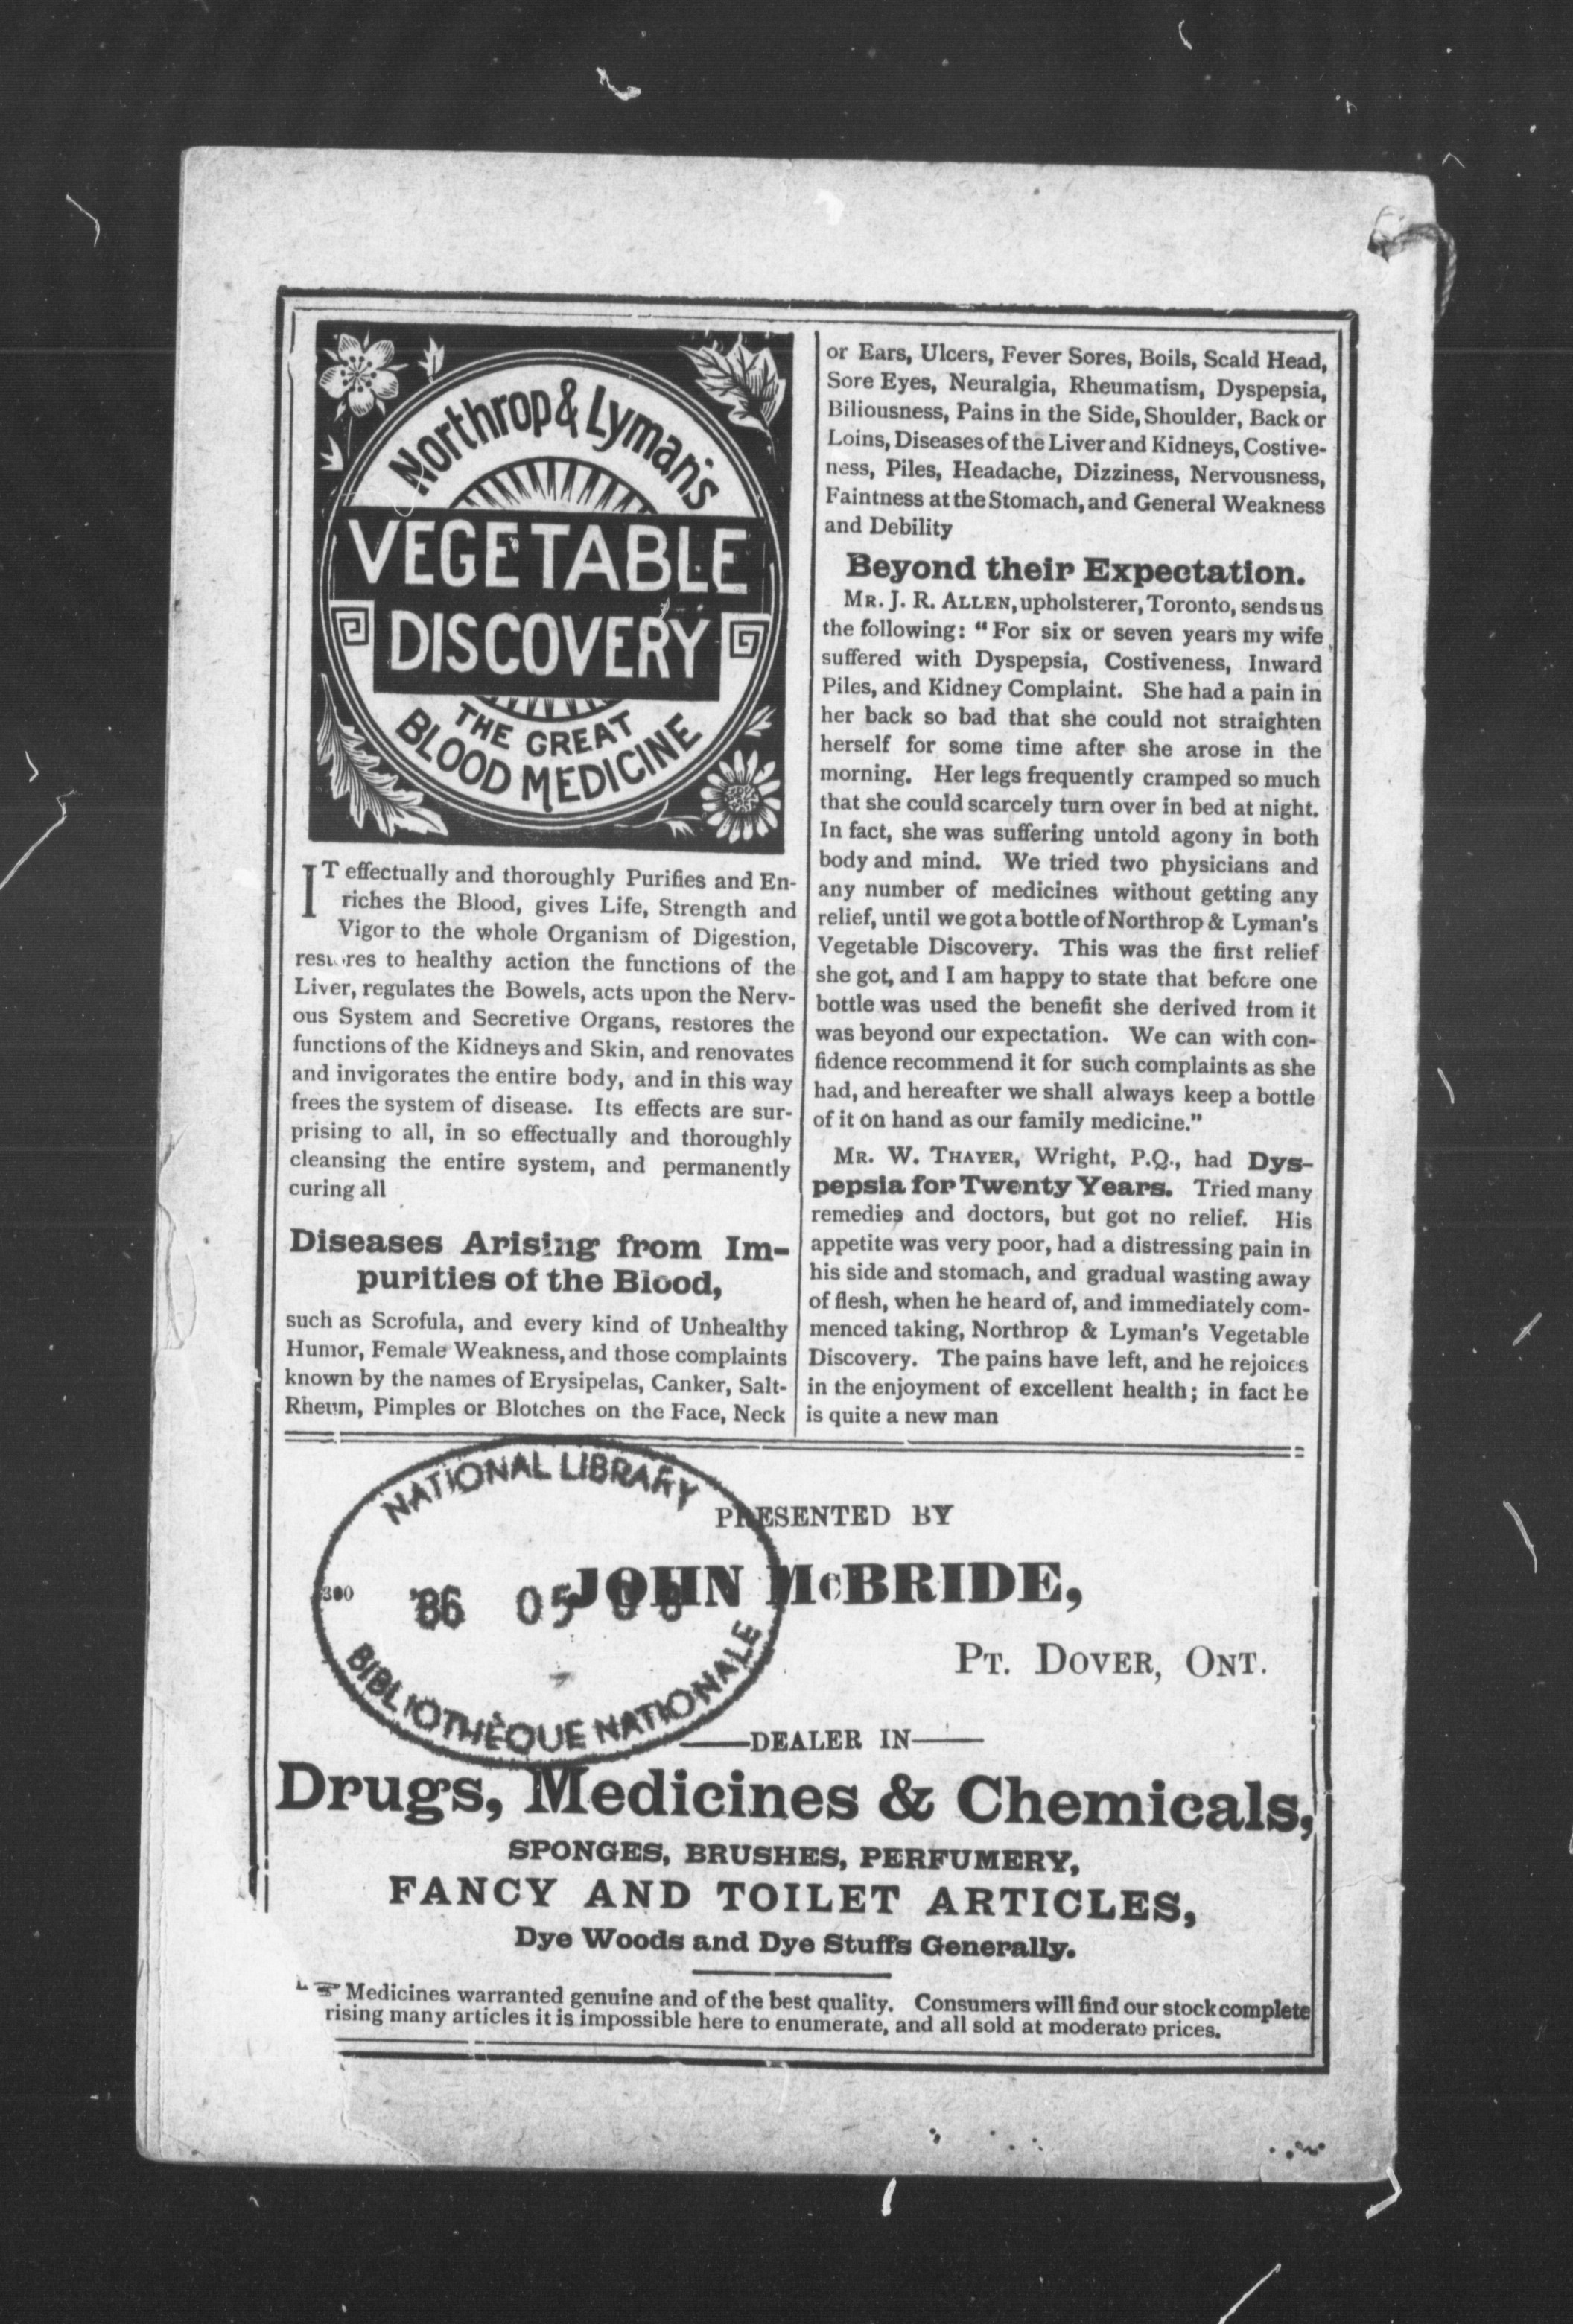 Northrop & Lyman's
VEGETABLE
DISCOVERY
THE GREAT
BLOOD MEDICINE
IT effectually and thoroughly Purifies and En-
riches the Blood, gives Life, Strength and
Vigor to the whole Organism of Digestion,
restores to healthy action the functions of the
Liver, regulates the Bowels, acts upon the Nerv-
ous System and Secretive Organs, restores the
functions of the Kidneys and Skin, and renovates
and invigorates the entire body, and in this way
frees the system of disease. Its effects are sur-
prising to all, in so effectually and thoroughly
cleansing the entire system, and permanently
curing all
Diseases Arising from Im-
purities of the Blood,
such as Scrofula, and every kind of Unhealthy
Humor, Female Weakness, and those complaints
known by the names of Erysipelas, Canker, Salt-
Rheum, Pimples or Blotches on the Face, Neck
or Ears, Ulcers, Fever Sores, Boils, Scald Head,
Sore Eyes, Neuralgia, Rheumatism, Dyspepsia,
Biliousness, Pains in the Side, Shoulder, Back or
Loins, Diseases of the Liver and Kidneys, Costive-
ness, Piles, Headache, Dizziness, Nervousness,
Faintness at the Stomach, and General Weakness
and Debility
Beyond their Expectation.
MR. J. R. ALLEN, upholsterer, Toronto, sends us
the following: "For six or seven years my wife
suffered with Dyspepsia, Costiveness, Inward
Piles, and Kidney Complaint. She had a pain in
her back so bad that she could not straighten
herself for some time after she arose in the
morning. Her legs frequently cramped so much
that she could scarcely turn over in bed at night.
In fact, she was suffering untold agony in both
body and mind. We tried two physicians and
any number of medicines without getting any
relief, until we got a bottle of Northrop & Lyman's
Vegetable Discovery. This was the first relief
she got, and I am happy to state that before one
bottle was used the benefit she derived from it
was beyond our expectation. We can with con-
fidence recommend it for such complaints as she
had, and hereafter we shall always keep a bottle
of it on hand as our family medicine."
MR. W. THAYER, Wright, P.Q., had Dys-
pepsia for Twenty Years. Tried many
remedies and doctors, but got no relief. His
appetite was very poor, had a distressing pain in
his side and stomach, and gradual wasting away
of flesh, when he heard of, and immediately com-
menced taking, Northrop & Lyman's Vegetable
Discovery. The pains have left, and he rejoices
in the enjoyment of excellent health; in fact he
is quite a new man
NATIONAL LIBRARY
'86 05
BIBLIOTHÈQUE NATIONALE
300
PRESENTED BY
JOHN McBRIDE,
PT. DOVER, ONT.
DEALER IN
Drugs, Medicines & Chemicals,
SPONGES, BRUSHES, PERFUMERY,
FANCY AND TOILET ARTICLES,
Dye Woods and Dye Stuffs Generally.
☞ Medicines warranted genuine and of the best quality. Consumers will find our stock complete
rising many articles it is impossible here to enumerate, and all sold at moderate prices.